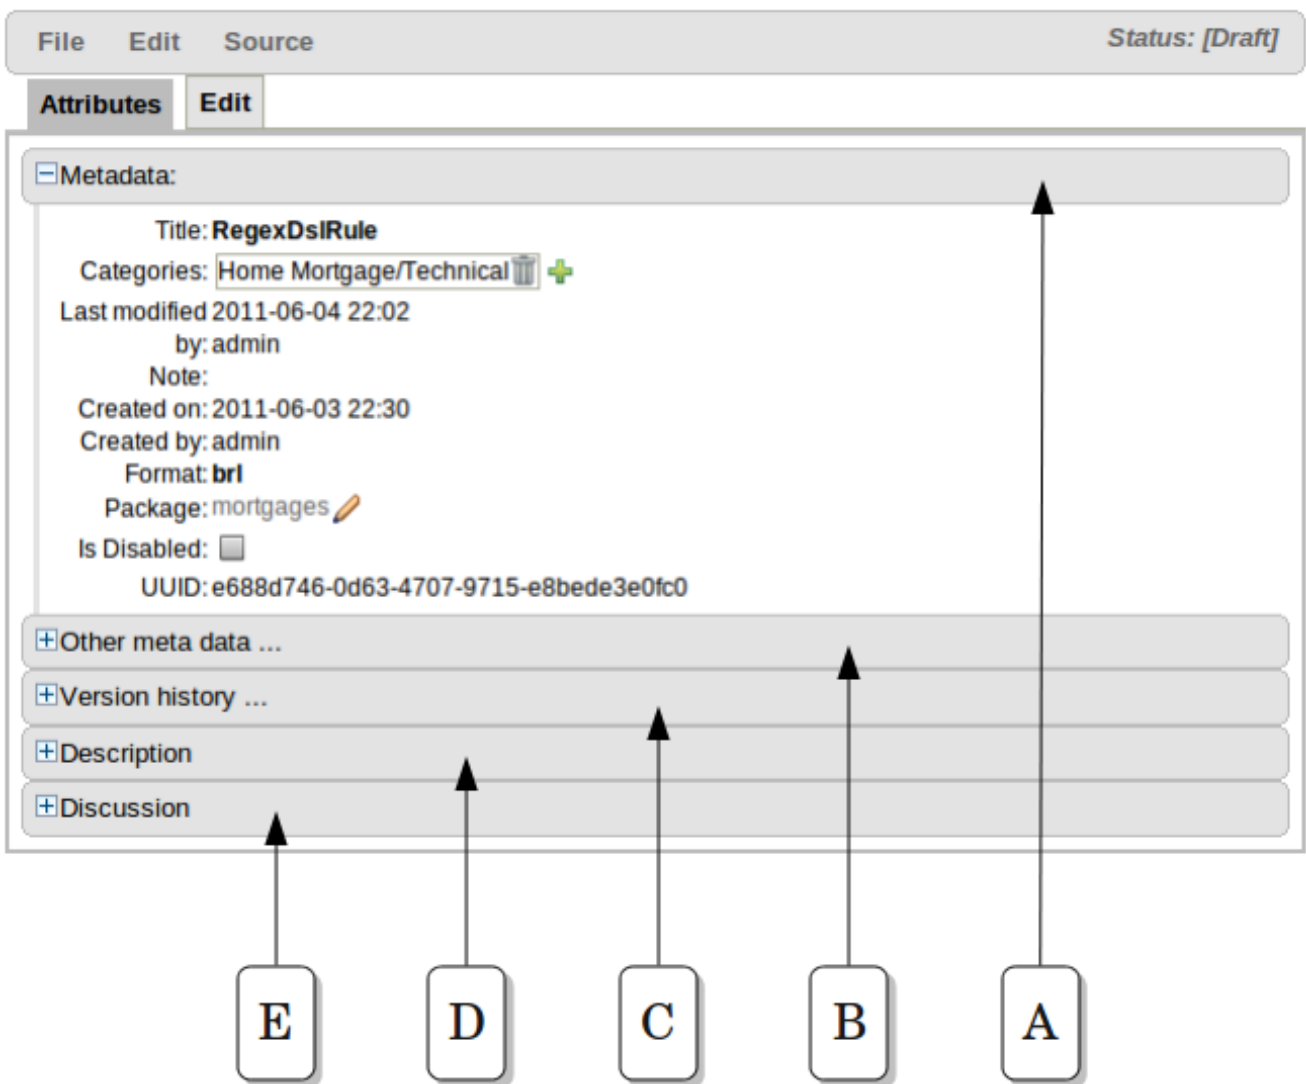 File Edit Source Status: [Draft]
Attributes Edit
Metadata:
Title: RegexDslRule
Categories: Home Mortgage/Technical
Last modified 2011-06-04 22:02
by: admin
Note:
Created on: 2011-06-03 22:30
Created by: admin
Format: brl
Package: mortgages
Is Disabled:
UUID: e688d746-0d63-4707-9715-e8bede3e0fc0
Other meta data ...
Version history ...
Description
Discussion
E D C B A